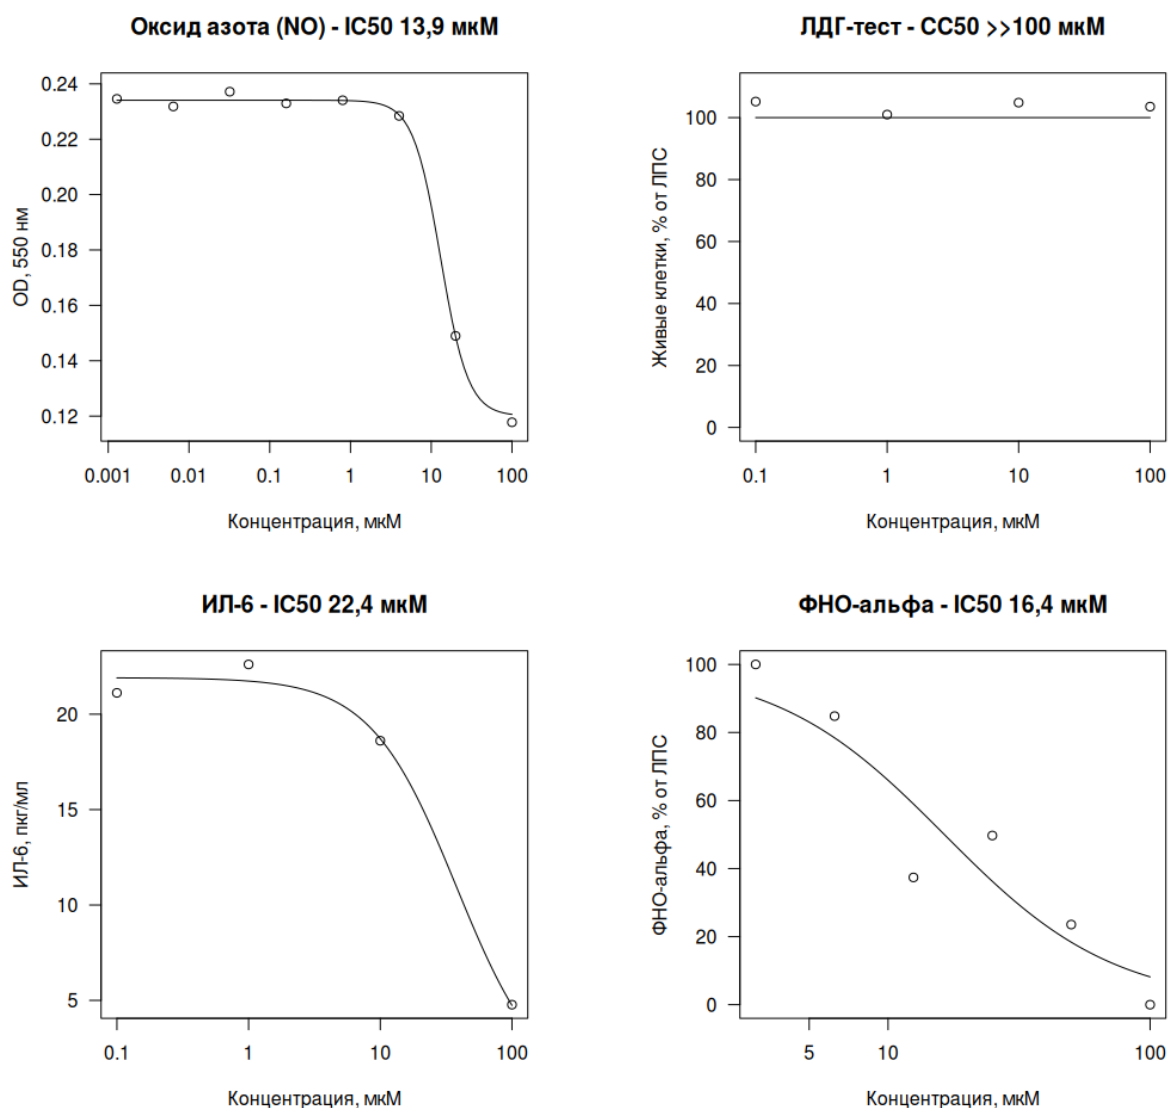 Оксид азота (NO) - IC50 13,9 мкМ
0.24
0.22
0.20
0.18
0.16
0.14
0.12
OD, 550 нм
0.001 0.01 0.1 1 10 100
Концентрация, мкМ
ЛДГ-тест - CC50 >>100 мкМ
100
80
60
40
20
0
Живые клетки, % от ЛПС
0.1 1 10 100
Концентрация, мкМ
ИЛ-6 - IC50 22,4 мкМ
20
15
10
5
ИЛ-6, пкг/мл
0.1 1 10 100
Концентрация, мкМ
ФНО-альфа - IC50 16,4 мкМ
100
80
60
40
20
0
ФНО-альфа, % от ЛПС
5 10 100
Концентрация, мкМ